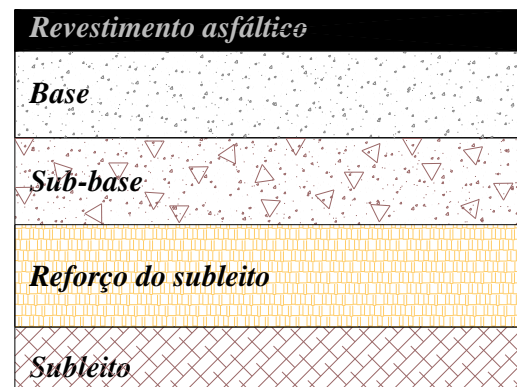 Revestimento asfáltico
Base
Sub-base
Reforço do subleito
Subleito